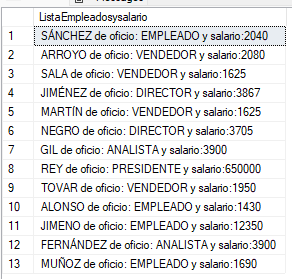 ListaEmpleadosysalario
1 SÁNCHEZ de oficio: EMPLEADO y salario:2040
2 ARROYO de oficio: VENDEDOR y salario:2080
3 SALA de oficio: VENDEDOR y salario:1625
4 JIMÉNEZ de oficio: DIRECTOR y salario:3867
5 MARTÍN de oficio: VENDEDOR y salario:1625
6 NEGRO de oficio: DIRECTOR y salario:3705
7 GIL de oficio: ANALISTA y salario:3900
8 REY de oficio: PRESIDENTE y salario:650000
9 TOVAR de oficio: VENDEDOR y salario:1950
10 ALONSO de oficio: EMPLEADO y salario:1430
11 JIMENO de oficio: EMPLEADO y salario:12350
12 FERNÁNDEZ de oficio: ANALISTA y salario:3900
13 MUÑOZ de oficio: EMPLEADO y salario:1690